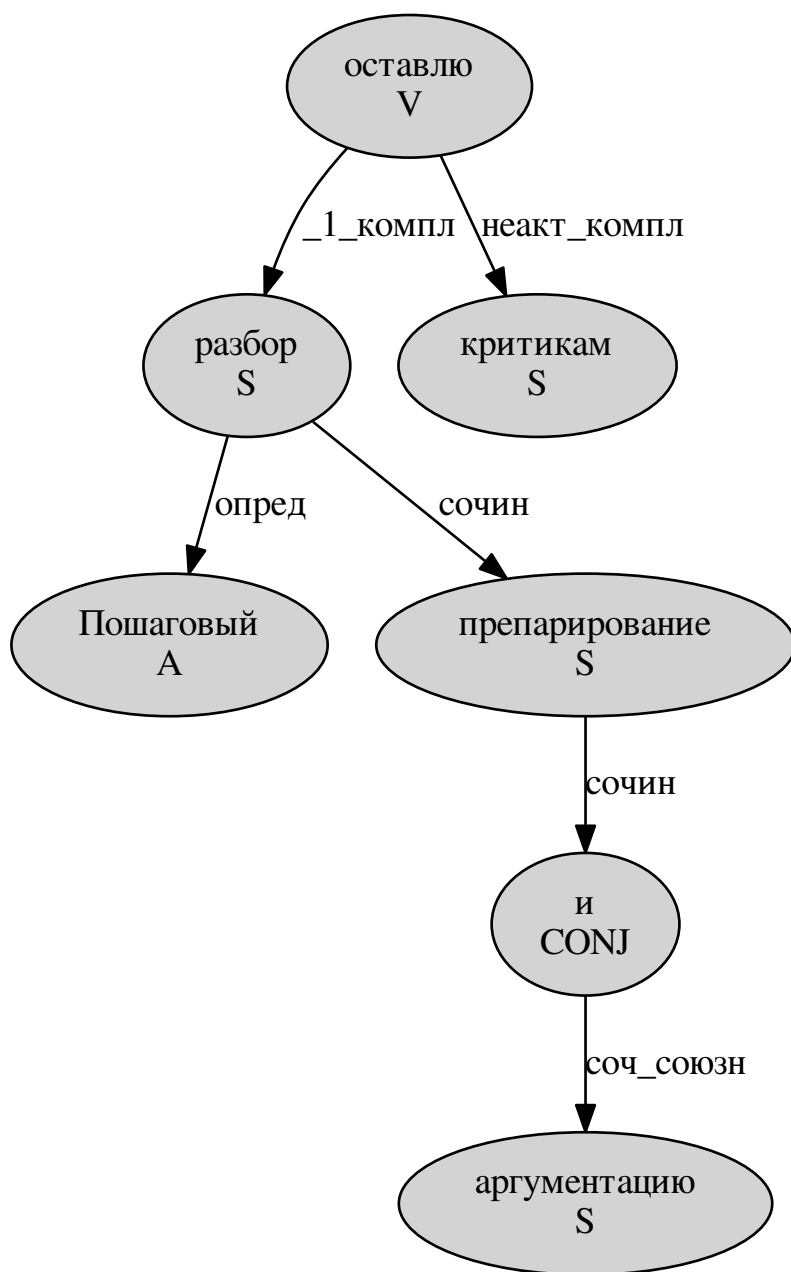 оставлю
V
_1_компл
неакт_компл
разбор
S
критикам
S
опред
сочин
Пошаговый
A
препарирование
S
сочин
и
CONJ
соч_союзн
аргументацию
S